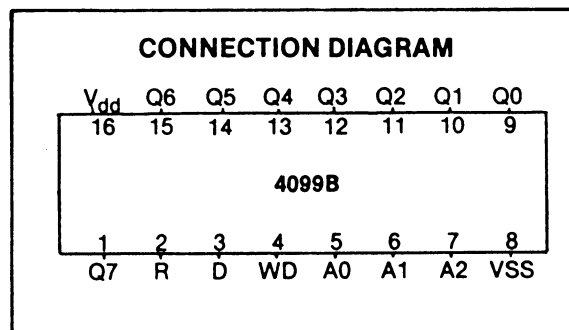 CONNECTION DIAGRAM
Vdd Q6 Q5 Q4 Q3 Q2 Q1 Q0
16 15 14 13 12 11 10 9
4099B
1 2 3 4 5 6 7 8
Q7 R D WD A0 A1 A2 VSS